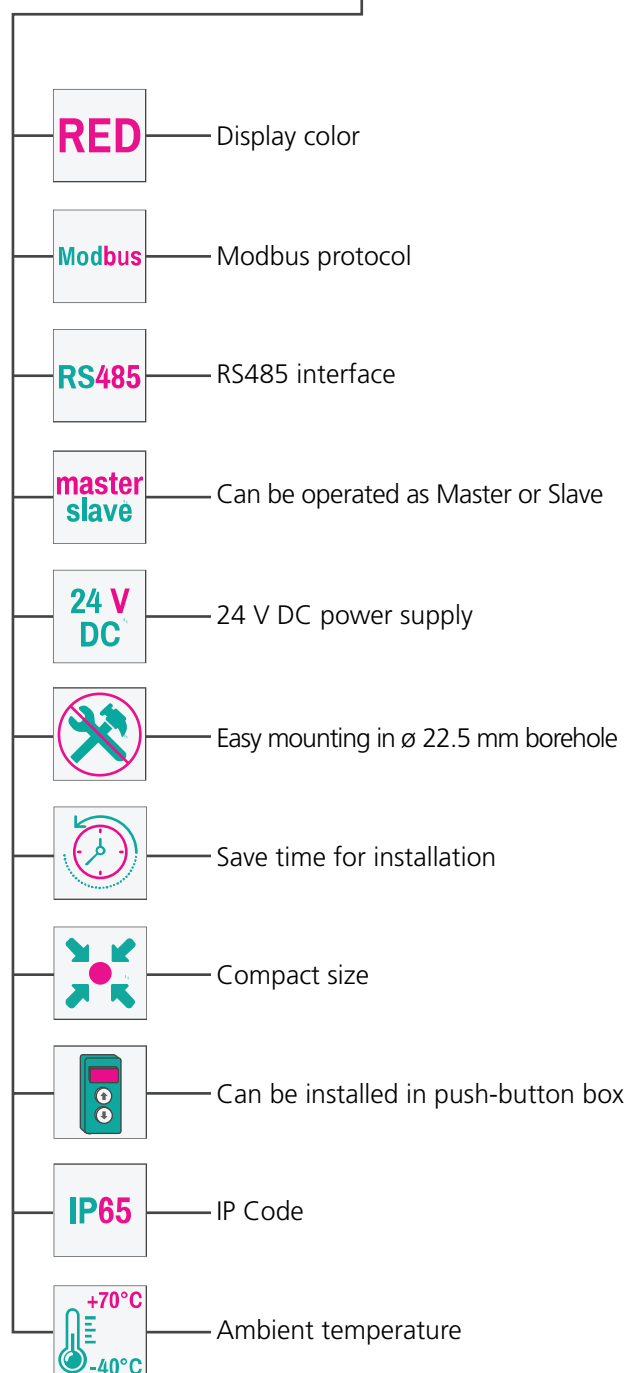 RED
Display color
Modbus
Modbus protocol
RS485
RS485 interface
master
slave
Can be operated as Master or Slave
24 V
DC
24 V DC power supply
Easy mounting in ø 22.5 mm borehole
Save time for installation
Compact size
Can be installed in push-button box
IP65
IP Code
+70°C
-40°C
Ambient temperature